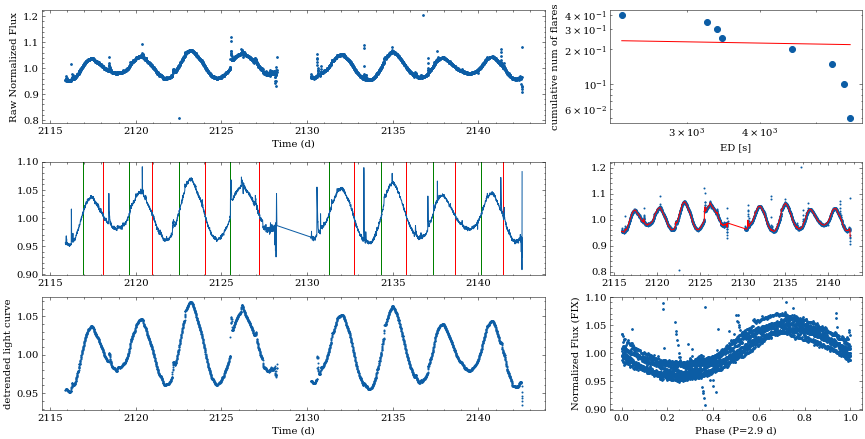 Raw Normalized Flux
1.2
1.1
1.0
0.9
0.8
2115 2120 2125 2130 2135 2140
Time (d)
cumulative num of flares
4 × 10⁻¹
3 × 10⁻¹
2 × 10⁻¹
10⁻¹
6 × 10⁻²
3 × 10³ 4 × 10³
ED [s]
1.10
1.05
1.00
0.95
0.90
2115 2120 2125 2130 2135 2140
1.2
1.1
1.0
0.9
0.8
2115 2120 2125 2130 2135 2140
detrended light curve
1.05
1.00
0.95
2115 2120 2125 2130 2135 2140
Time (d)
Normalized Flux (FIX)
1.10
1.05
1.00
0.95
0.90
0.0 0.2 0.4 0.6 0.8 1.0
Phase (P=2.9 d)